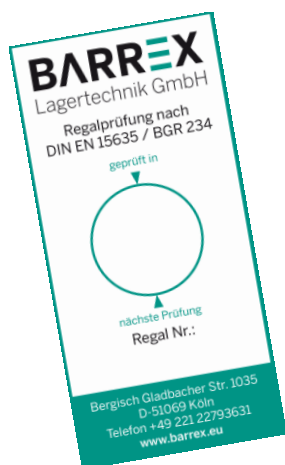 BARREX
Lagertechnik GmbH
Regalprüfung nach
DIN EN 15635 / BGR 234
geprüft in
nächste Prüfung
Regal Nr.:
Bergisch Gladbacher Str. 1035
D-51069 Köln
Telefon +49 221 22793631
www.barrex.eu